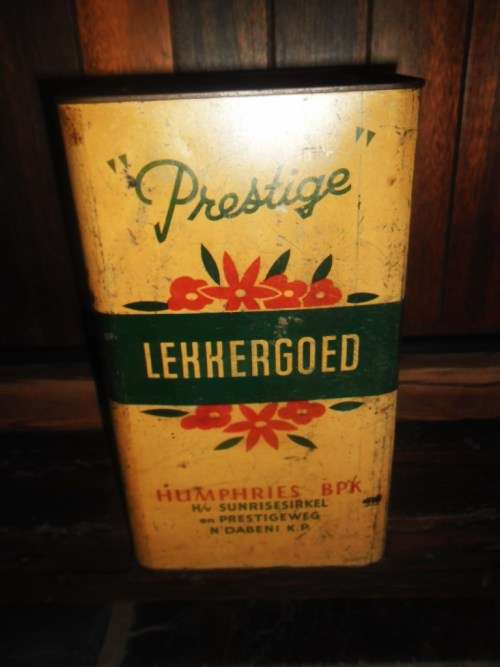 "Prestige"
LEKKERGOED
HUMPHRIES BPK
H/V SUNRISESIRKEL
en PRESTIGEWEG
N'DABENI K.P.